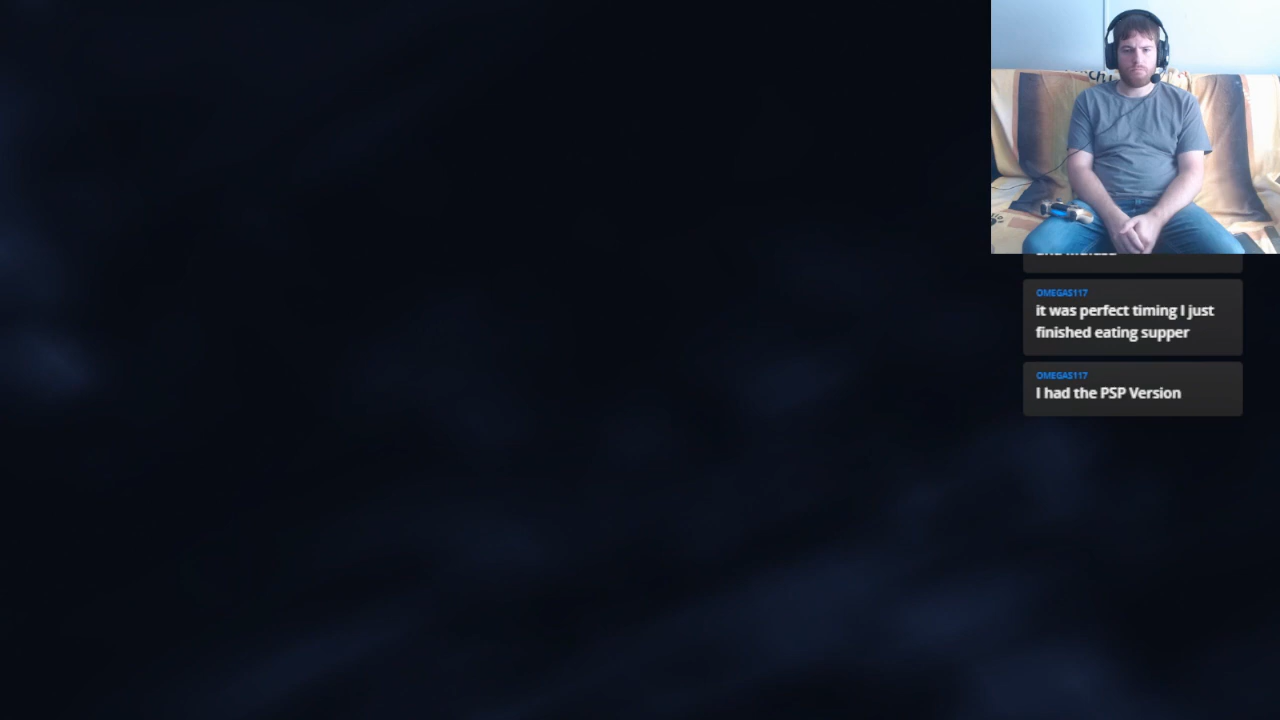 OMEGAS117
it was perfect timing I just
finished eating supper
OMEGAS117
I had the PSP Version